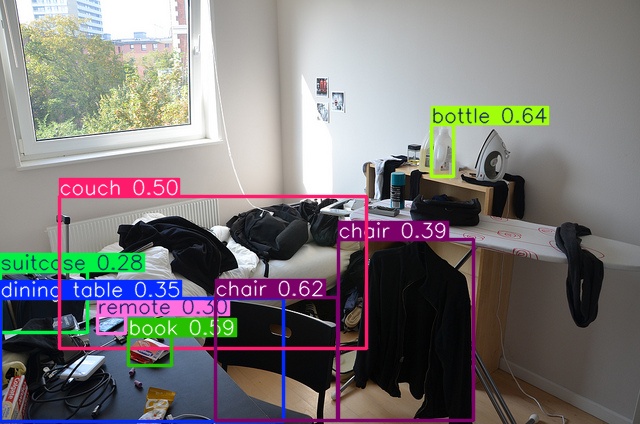 bottle 0.64
couch 0.50
chair 0.39
suitcase 0.28
dining table 0.35
chair 0.62
remote 0.30
book 0.59